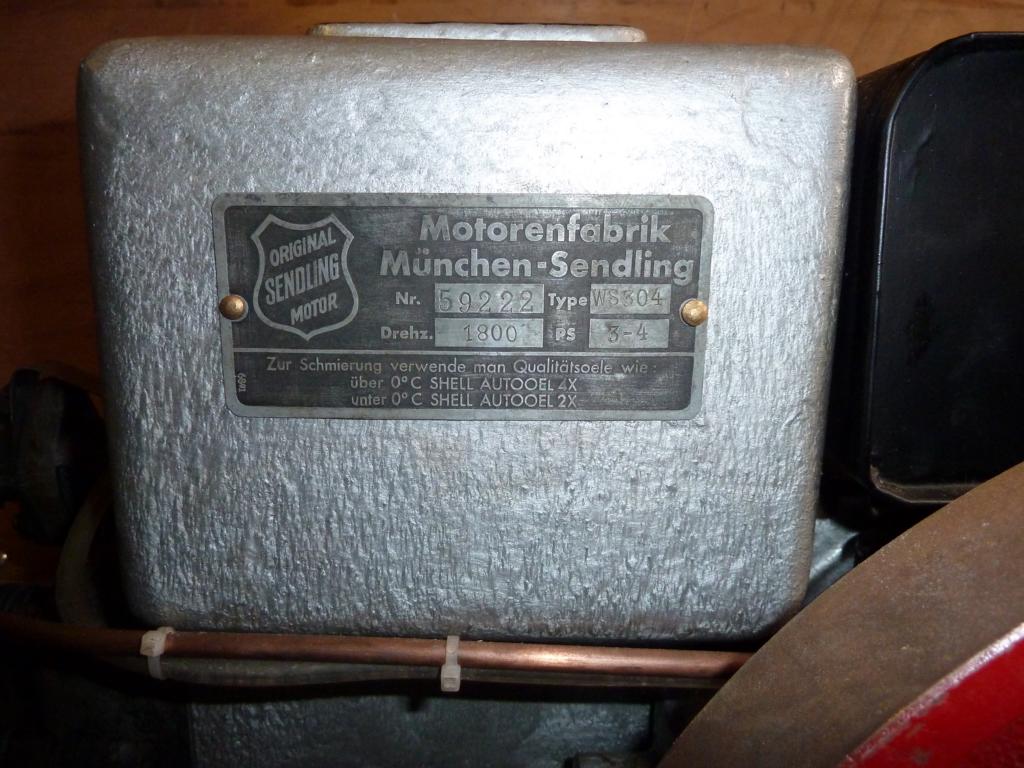 ORIGINAL
SENDLING
MOTOR
Motorenfabrik
München-Sendling
Nr. 59222 Type WS304
Drehz. 1800 PS 3-4
Zur Schmierung verwende man Qualitätsoele wie:
über 0°C SHELL AUTOOEL 4X
unter 0°C SHELL AUTOOEL 2X